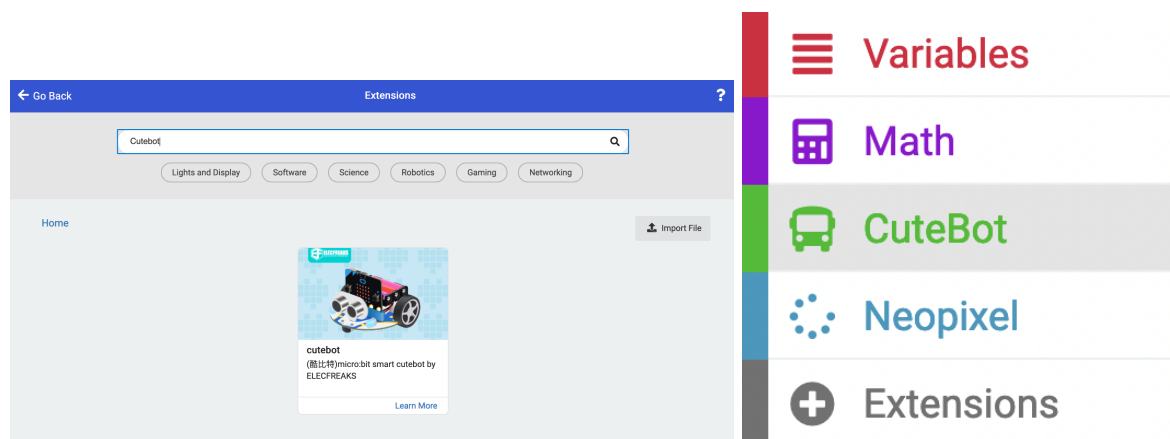 Go Back
Extensions
?
Cutebot
Lights and Display
Software
Science
Robotics
Gaming
Networking
Home
Import File
ELECFREAKS
cutebot
(酷比特)micro:bit smart cutebot by
ELECFREAKS
Learn More
Variables
Math
CuteBot
Neopixel
Extensions